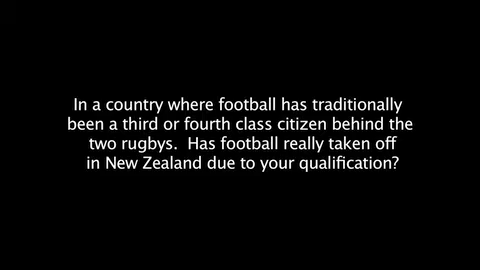 In a country where football has traditionally
been a third or fourth class citizen behind the
two rugbys.  Has football really taken off
in New Zealand due to your qualification?